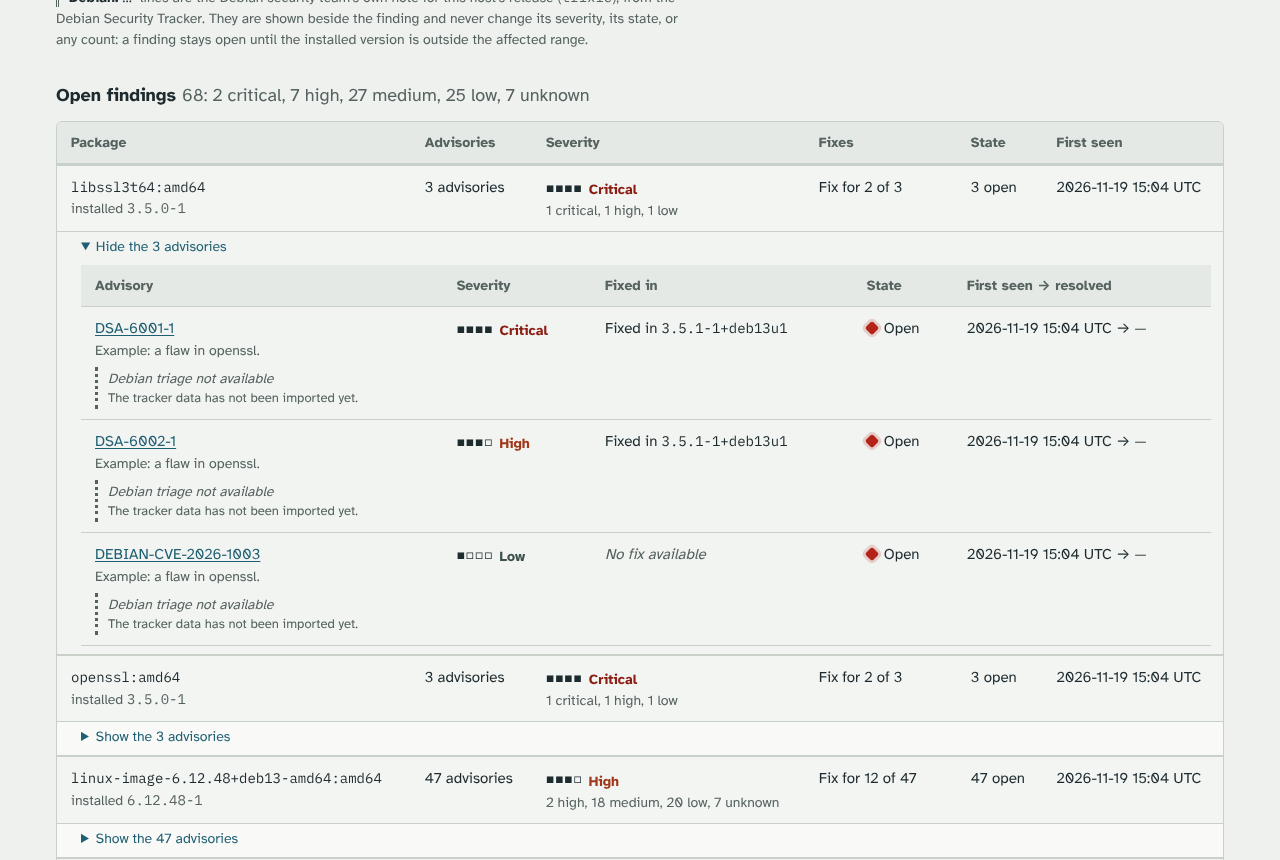 Debian Security Tracker. They are shown beside the finding and never change its severity, its state, or
any count: a finding stays open until the installed version is outside the affected range.
Open findings 68: 2 critical, 7 high, 27 medium, 25 low, 7 unknown
Package Advisories Severity Fixes State First seen
libssl3t64:amd64 3 advisories Critical Fix for 2 of 3 3 open 2026-11-19 15:04 UTC
installed 3.5.0-1 1 critical, 1 high, 1 low
Hide the 3 advisories
Advisory Severity Fixed in State First seen → resolved
DSA-6001-1 Critical Fixed in 3.5.1-1+deb13u1 Open 2026-11-19 15:04 UTC → —
Example: a flaw in openssl.
Debian triage not available
The tracker data has not been imported yet.
DSA-6002-1 High Fixed in 3.5.1-1+deb13u1 Open 2026-11-19 15:04 UTC → —
Example: a flaw in openssl.
Debian triage not available
The tracker data has not been imported yet.
DEBIAN-CVE-2026-1003 Low No fix available Open 2026-11-19 15:04 UTC → —
Example: a flaw in openssl.
Debian triage not available
The tracker data has not been imported yet.
openssl:amd64 3 advisories Critical Fix for 2 of 3 3 open 2026-11-19 15:04 UTC
installed 3.5.0-1 1 critical, 1 high, 1 low
Show the 3 advisories
linux-image-6.12.48+deb13-amd64:amd64 47 advisories High Fix for 12 of 47 47 open 2026-11-19 15:04 UTC
installed 6.12.48-1 2 high, 18 medium, 20 low, 7 unknown
Show the 47 advisories